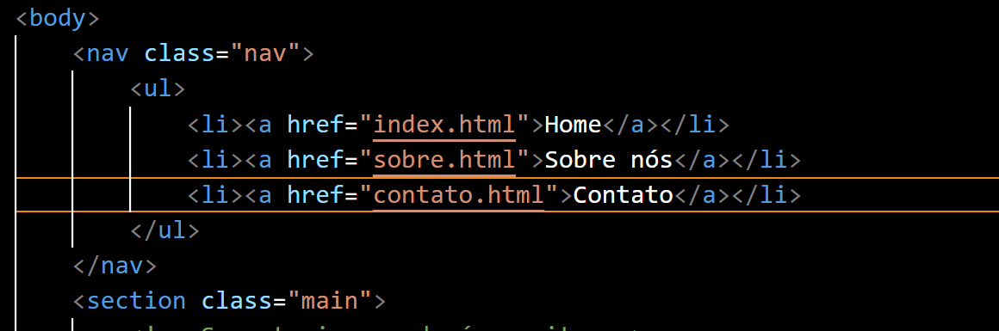 <body>
<nav class="nav">
<ul>
<li><a href="index.html">Home</a></li>
<li><a href="sobre.html">Sobre nós</a></li>
<li><a href="contato.html">Contato</a></li>
</ul>
</nav>
<section class="main">